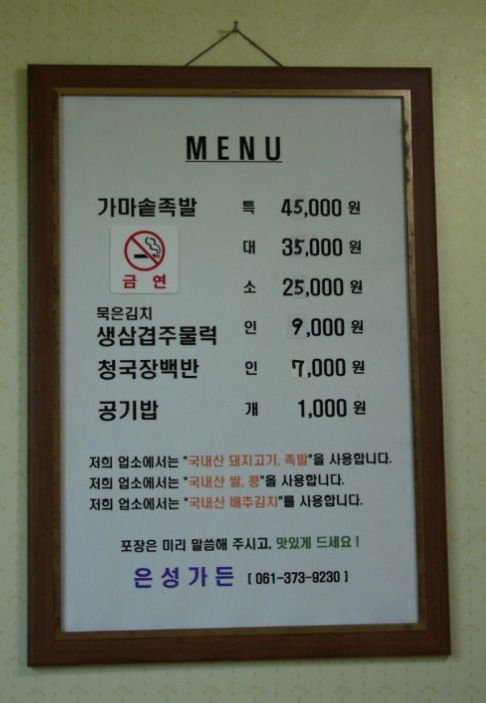 MENU
가마솥족발 특 45,000 원
대 35,000 원
금 연
소 25,000 원
묵은김치
생삼겹주물럭 인 9,000 원
청국장백반 인 7,000 원
공기밥 개 1,000 원
저희 업소에서는 "국내산 돼지고기, 족발"을 사용합니다.
저희 업소에서는 "국내산 쌀, 콩"을 사용합니다.
저희 업소에서는 "국내산 배추김치"를 사용합니다.
포장은 미리 말씀해 주시고, 맛있게 드세요 !
은성가든 [ 061-373-9230 ]